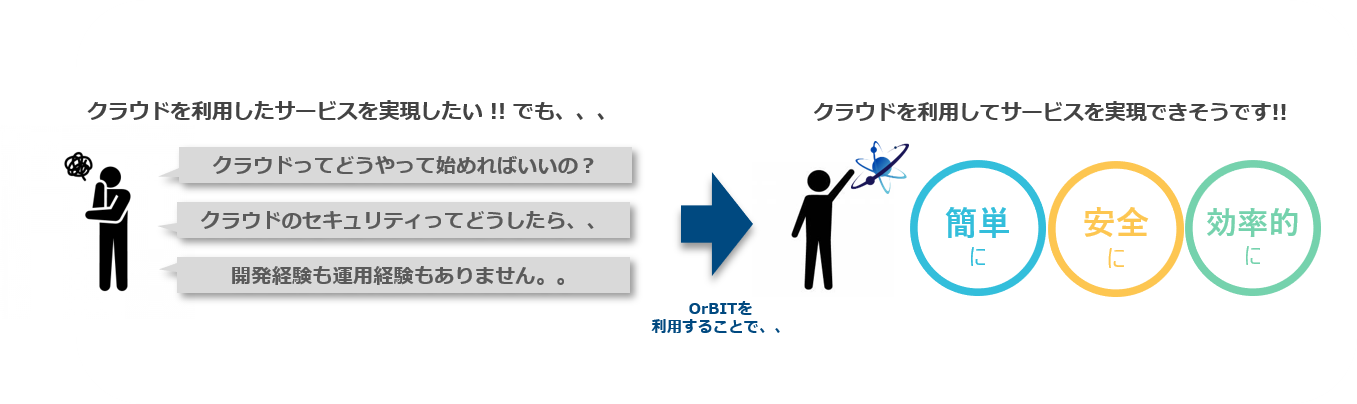 クラウドを利用したサービスを実現したい !! でも、、、
クラウドってどうやって始めればいいの？
クラウドのセキュリティってどうしたら、、
開発経験も運用経験もありません。。
OrBITを
利用することで、、
クラウドを利用してサービスを実現できそうです!!
簡単
に
安全
に
効率的
に